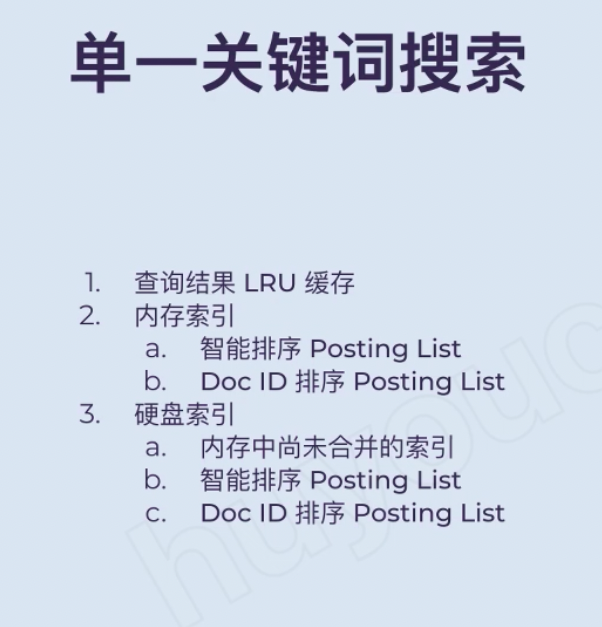 单一关键词搜索
1. 查询结果 LRU 缓存
2. 内存索引
a. 智能排序 Posting List
b. Doc ID 排序 Posting List
3. 硬盘索引
a. 内存中尚未合并的索引
b. 智能排序 Posting List
c. Doc ID 排序 Posting List